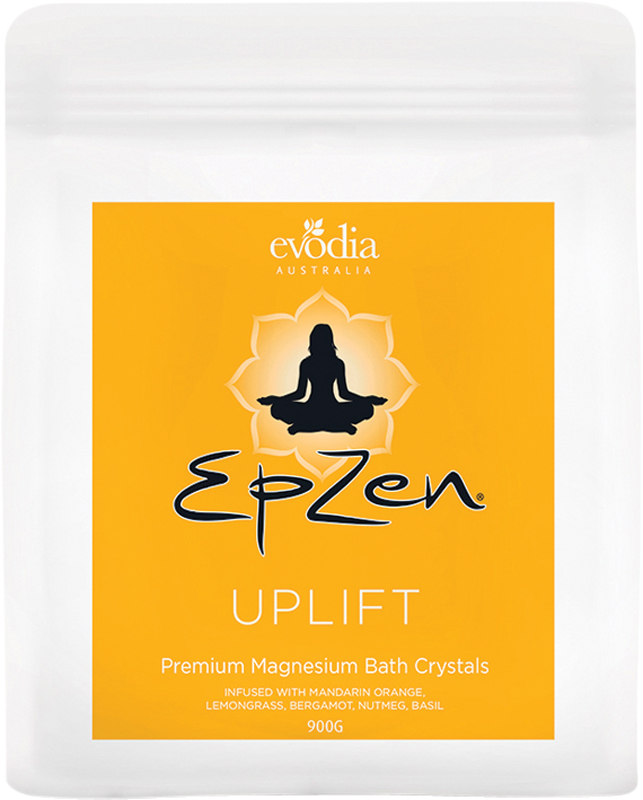 evodia
AUSTRALIA
EpZen®
UPLIFT
Premium Magnesium Bath Crystals
INFUSED WITH MANDARIN ORANGE,
LEMONGRASS, BERGAMOT, NUTMEG, BASIL
900G